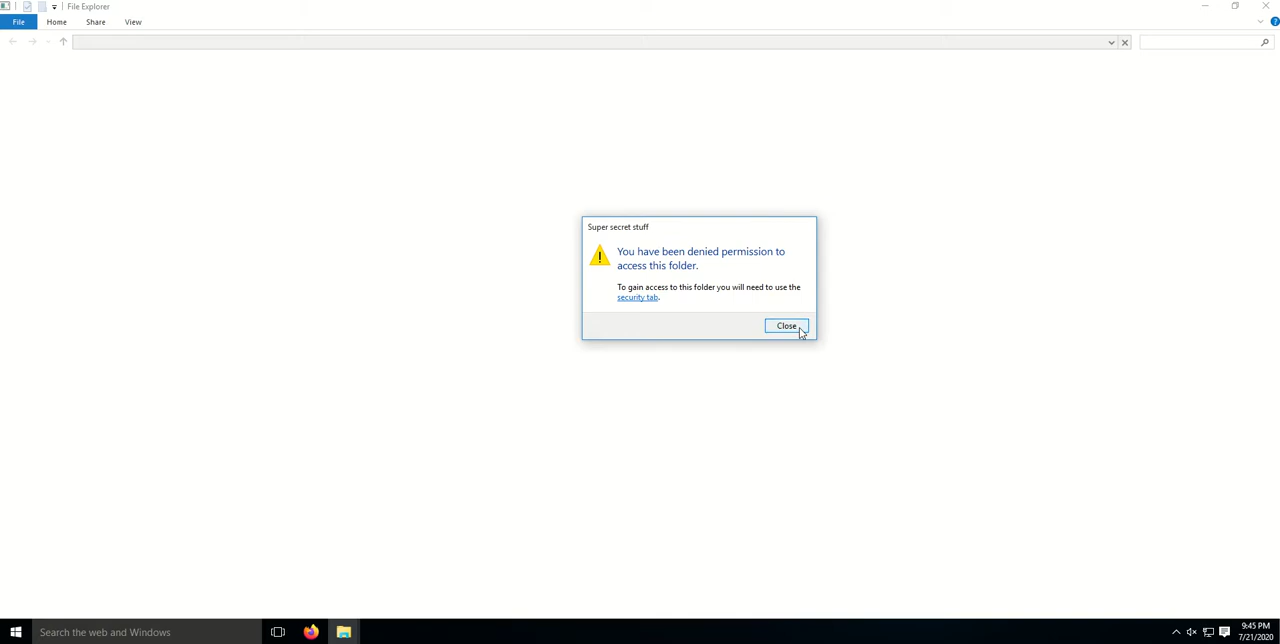 File Explorer
File Home Share View
Super secret stuff
You have been denied permission to
access this folder.
To gain access to this folder you will need to use the
security tab.
Close
Search the web and Windows
9:45 PM
7/21/2020